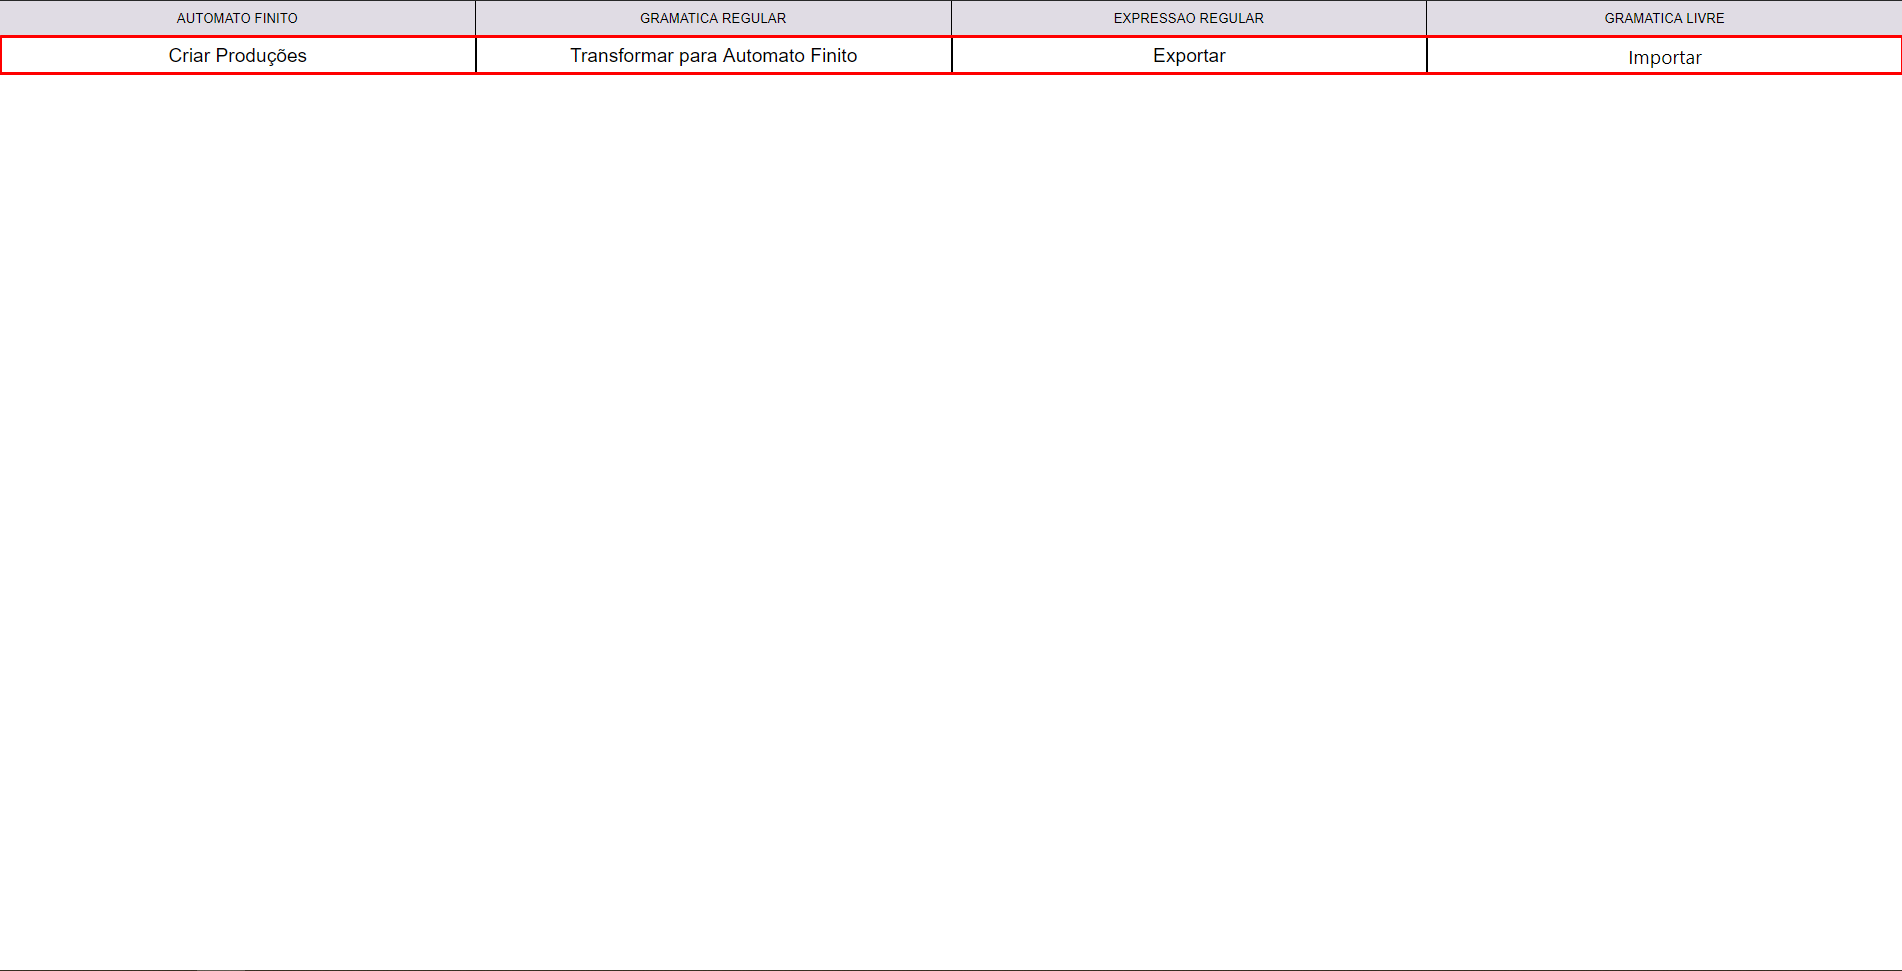 AUTOMATO FINITO GRAMATICA REGULAR EXPRESSAO REGULAR GRAMATICA LIVRE
Criar Produções Transformar para Automato Finito Exportar Importar